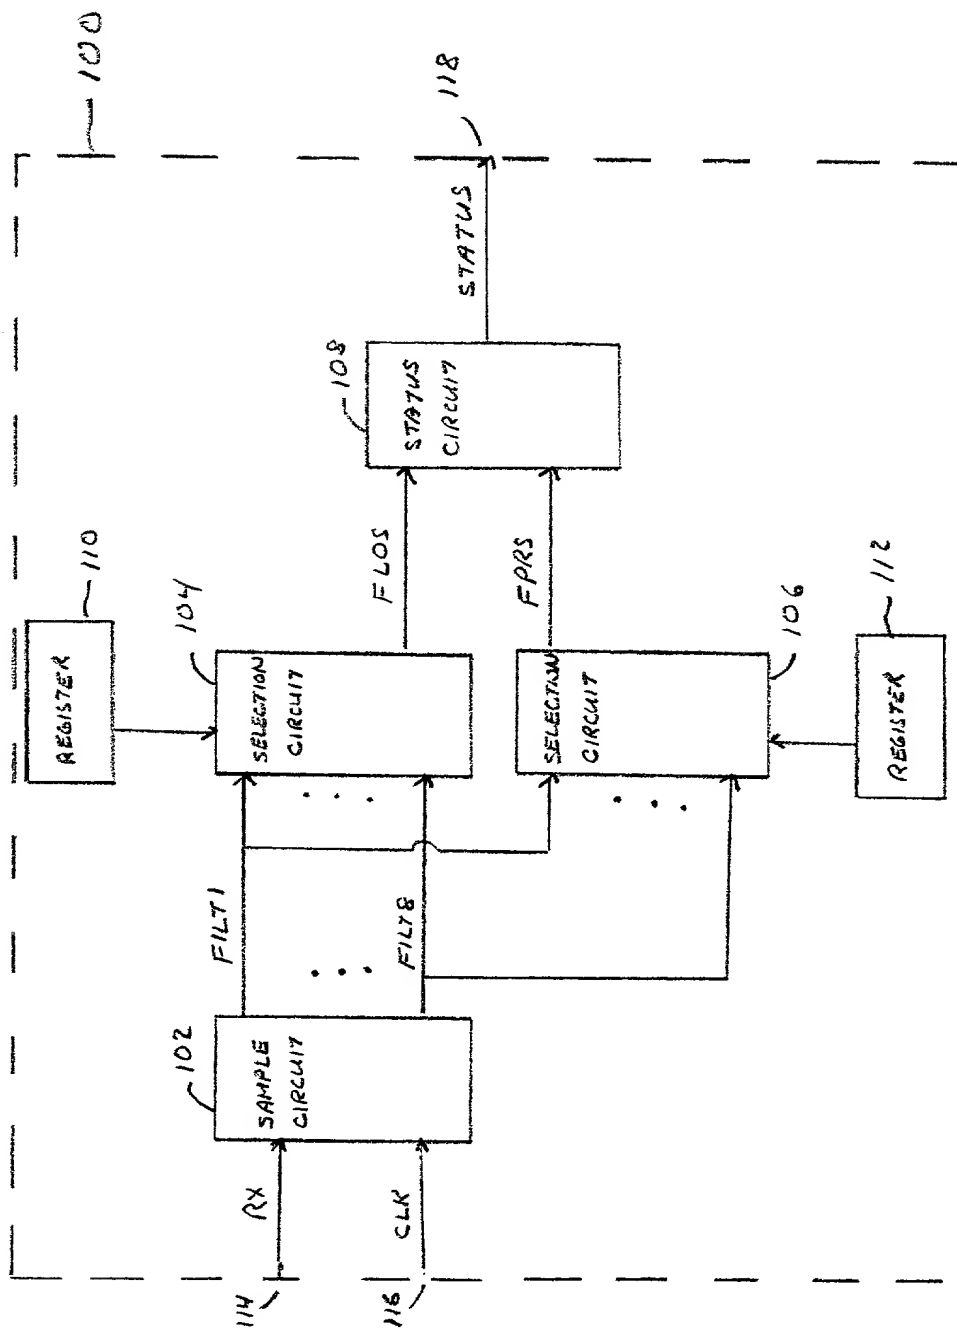 100
REGISTER
110
SELECTION
CIRCUIT
104
FILT1
FILT8
SAMPLE
CIRCUIT
102
RX
114
CLK
116
FLOS
FPRS
STATUS
CIRCUIT
108
STATUS
118
SELECTION
CIRCUIT
106
REGISTER
112